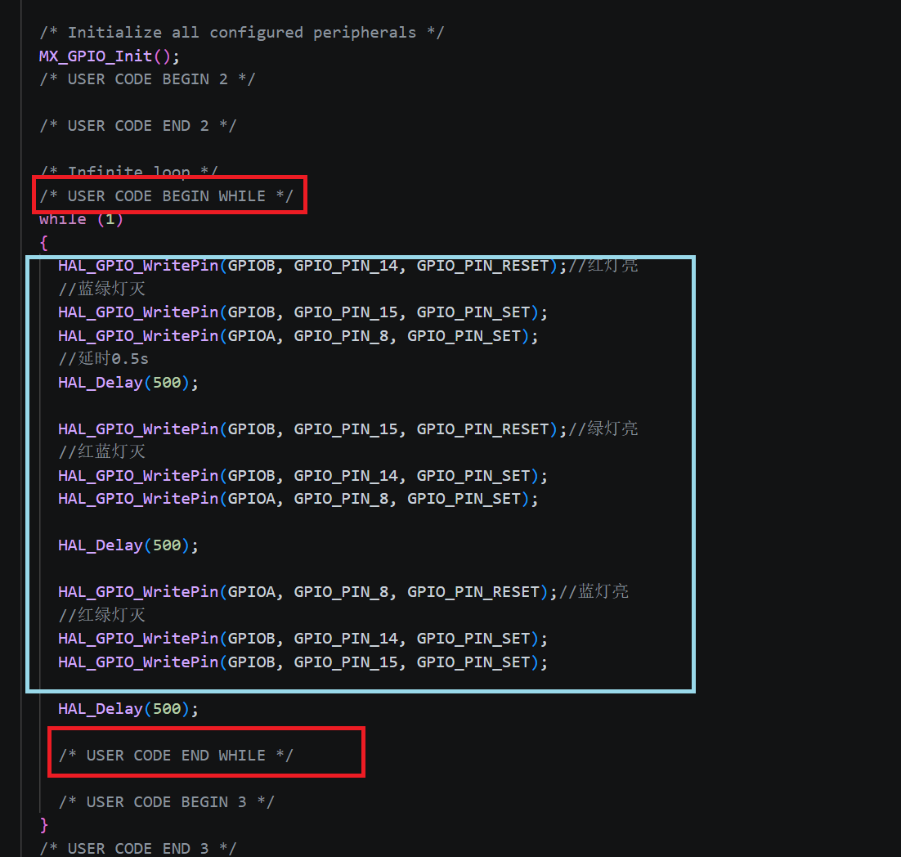 /* Initialize all configured peripherals */
MX_GPIO_Init();
/* USER CODE BEGIN 2 */
/* USER CODE END 2 */
/* Infinite loop */
/* USER CODE BEGIN WHILE */
while (1)
{
HAL_GPIO_WritePin(GPIOB, GPIO_PIN_14, GPIO_PIN_RESET);//红灯亮
//蓝绿灯灭
HAL_GPIO_WritePin(GPIOB, GPIO_PIN_15, GPIO_PIN_SET);
HAL_GPIO_WritePin(GPIOA, GPIO_PIN_8, GPIO_PIN_SET);
//延时0.5s
HAL_Delay(500);
HAL_GPIO_WritePin(GPIOB, GPIO_PIN_15, GPIO_PIN_RESET);//绿灯亮
//红蓝灯灭
HAL_GPIO_WritePin(GPIOB, GPIO_PIN_14, GPIO_PIN_SET);
HAL_GPIO_WritePin(GPIOA, GPIO_PIN_8, GPIO_PIN_SET);
HAL_Delay(500);
HAL_GPIO_WritePin(GPIOA, GPIO_PIN_8, GPIO_PIN_RESET);//蓝灯亮
//红绿灯灭
HAL_GPIO_WritePin(GPIOB, GPIO_PIN_14, GPIO_PIN_SET);
HAL_GPIO_WritePin(GPIOB, GPIO_PIN_15, GPIO_PIN_SET);
HAL_Delay(500);
/* USER CODE END WHILE */
/* USER CODE BEGIN 3 */
}
/* USER CODE END 3 */